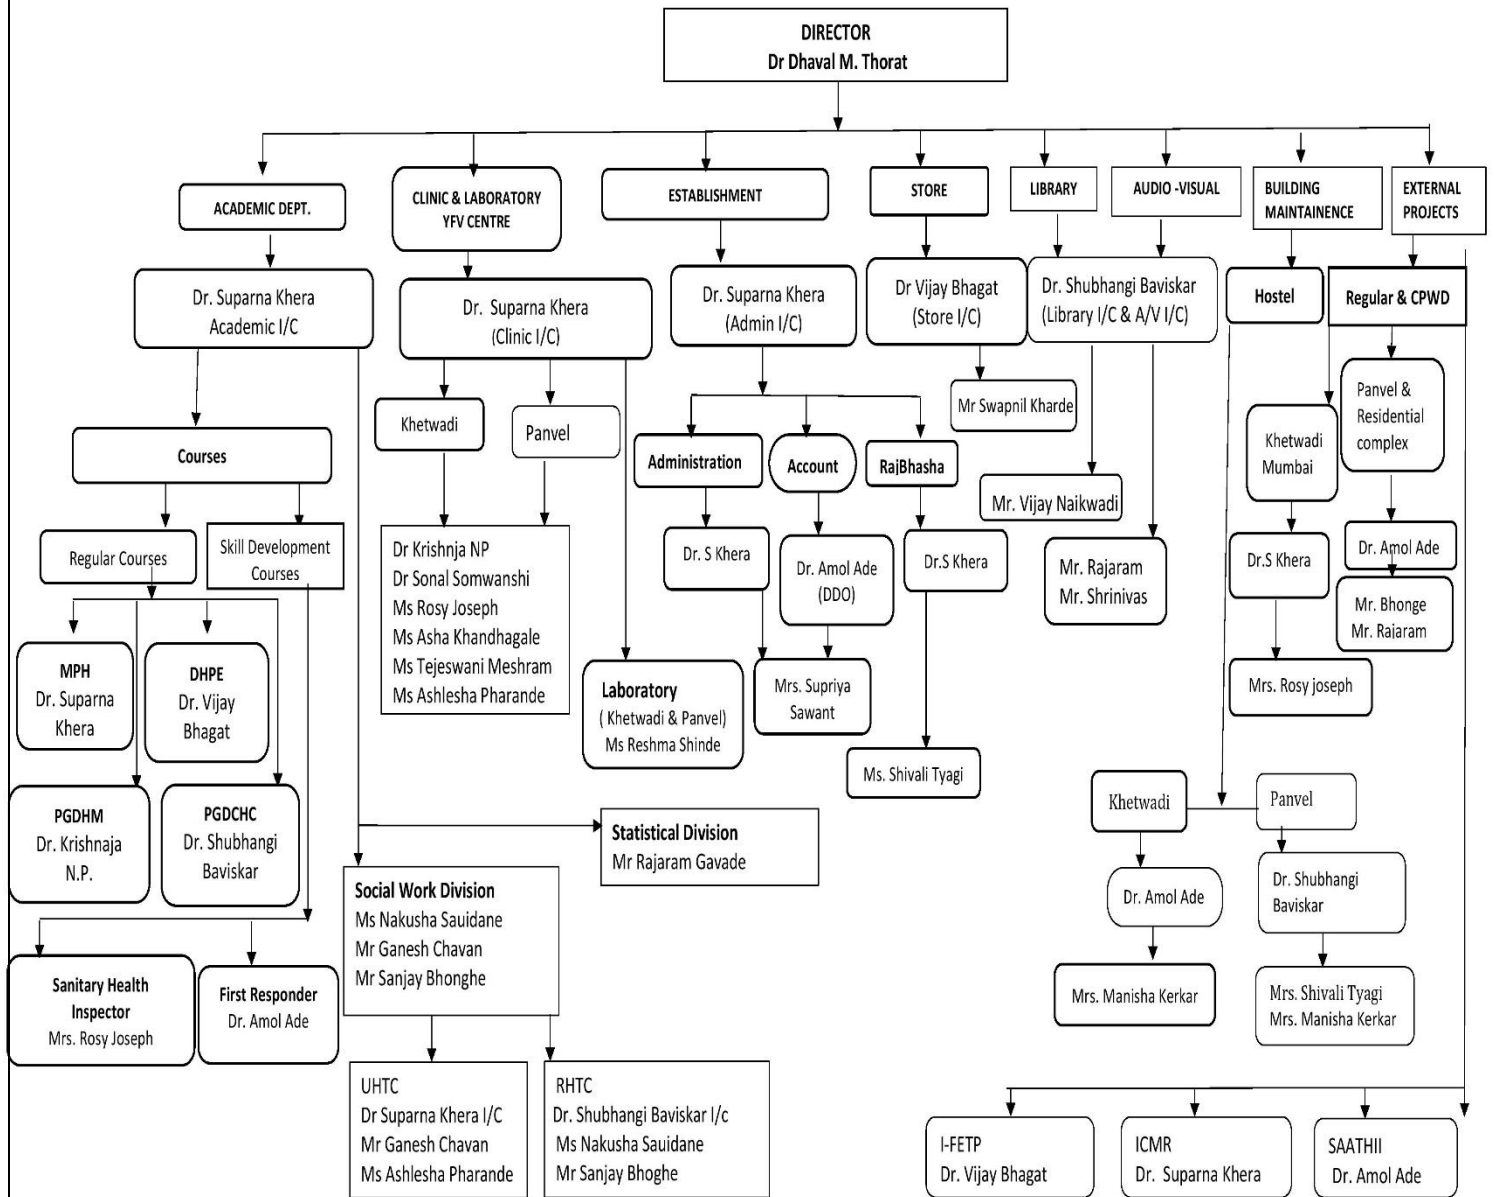 DIRECTOR
Dr Dhaval M. Thorat
ACADEMIC DEPT.
CLINIC & LABORATORY
YFV CENTRE
ESTABLISHMENT
STORE
LIBRARY
AUDIO -VISUAL
BUILDING
MAINTAINENCE
EXTERNAL
PROJECTS
Dr. Suparna Khera
Academic I/C
Dr. Suparna Khera
(Clinic I/C)
Dr. Suparna Khera
(Admin I/C)
Dr Vijay Bhagat
(Store I/C)
Dr. Shubhangi Baviskar
(Library I/C & A/V I/C)
Hostel
Regular & CPWD
Khetwadi
Panvel
Mr Swapnil Kharde
Khetwadi
Mumbai
Panvel &
Residential
complex
Courses
Administration
Account
RajBhasha
Mr. Vijay Naikwadi
Regular Courses
Skill Development
Courses
Dr Krishnja NP
Dr Sonal Somwanshi
Ms Rosy Joseph
Ms Asha Khandhagale
Ms Tejeswani Meshram
Ms Ashlesha Pharande
Dr. S Khera
Dr. Amol Ade
(DDO)
Dr.S Khera
Mr. Rajaram
Mr. Shrinivas
Dr.S Khera
Dr. Amol Ade
Mr. Bhonge
Mr. Rajaram
MPH
Dr. Suparna
Khera
DHPE
Dr. Vijay
Bhagat
Laboratory
( Khetwadi & Panvel)
Ms Reshma Shinde
Mrs. Supriya
Sawant
Mrs. Rosy joseph
Ms. Shivali Tyagi
PGDHM
Dr. Krishnaja
N.P.
PGDCHC
Dr. Shubhangi
Baviskar
Statistical Division
Mr Rajaram Gavade
Khetwadi
Panvel
Social Work Division
Ms Nakusha Sauidane
Mr Ganesh Chavan
Mr Sanjay Bhonghe
Dr. Amol Ade
Dr. Shubhangi
Baviskar
Sanitary Health
Inspector
Mrs. Rosy Joseph
First Responder
Dr. Amol Ade
Mrs. Manisha Kerkar
Mrs. Shivali Tyagi
Mrs. Manisha Kerkar
UHTC
Dr Suparna Khera I/C
Mr Ganesh Chavan
Ms Ashlesha Pharande
RHTC
Dr. Shubhangi Baviskar I/c
Ms Nakusha Sauidane
Mr Sanjay Bhoghe
I-FETP
Dr. Vijay Bhagat
ICMR
Dr. Suparna Khera
SAATHII
Dr. Amol Ade